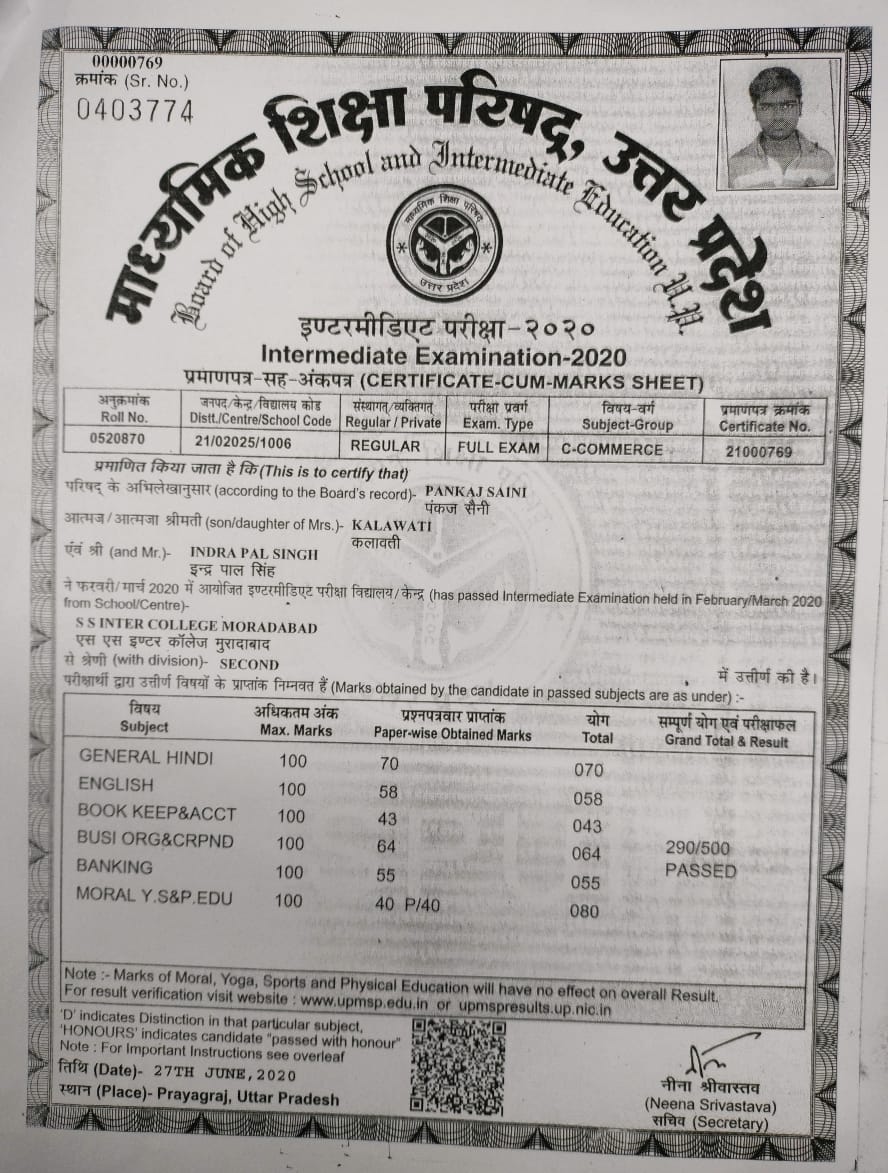 00000769
क्रमांक (Sr. No.)
0403774
माध्यमिक शिक्षा परिषद्, उत्तर प्रदेश
Board of High School and Intermediate Education U.P.
माध्यमिक शिक्षा परिषद
उत्तर प्रदेश
इण्टरमीडिएट परीक्षा-२०२०
Intermediate Examination-2020
प्रमाणपत्र-सह-अंकपत्र (CERTIFICATE-CUM-MARKS SHEET)
अनुक्रमांक जनपद/केन्द्र/विद्यालय कोड संस्थागत/व्यक्तिगत् परीक्षा प्रवर्ग विषय-वर्ग प्रमाणपत्र क्रमांक
Roll No. Distt./Centre/School Code Regular / Private Exam. Type Subject-Group Certificate No.
0520870 21/02025/1006 REGULAR FULL EXAM C-COMMERCE 21000769
प्रमाणित किया जाता है कि (This is to certify that)
परिषद् के अभिलेखानुसार (according to the Board's record)- PANKAJ SAINI
पंकज सैनी
आत्मज/आत्मजा श्रीमती (son/daughter of Mrs.)- KALAWATI
कलावती
एंवं श्री (and Mr.)- INDRA PAL SINGH
इन्द्र पाल सिंह
ने फरवरी/मार्च 2020 में आयोजित इण्टरमीडिएट परीक्षा विद्यालय/केन्द्र (has passed Intermediate Examination held in February/March 2020
from School/Centre)-
S S INTER COLLEGE MORADABAD
एस एस इण्टर कॉलेज मुरादाबाद
से श्रेणी (with division)- SECOND में उत्तीर्ण की है।
परीक्षार्थी द्वारा उत्तीर्ण विषयों के प्राप्तांक निम्नवत हैं (Marks obtained by the candidate in passed subjects are as under) :-
विषय अधिकतम अंक प्रश्नपत्रवार प्राप्तांक योग सम्पूर्ण योग एवं परीक्षाफल
Subject Max. Marks Paper-wise Obtained Marks Total Grand Total & Result
GENERAL HINDI 100 70 070
ENGLISH 100 58 058
BOOK KEEP&ACCT 100 43 043
BUSI ORG&CRPND 100 64 064 290/500
BANKING 100 55 055 PASSED
MORAL Y.S&P.EDU 100 40 P/40 080
Note :- Marks of Moral, Yoga, Sports and Physical Education will have no effect on overall Result.
For result verification visit website : www.upmsp.edu.in or upmspresults.up.nic.in
'D' indicates Distinction in that particular subject,
'HONOURS' indicates candidate "passed with honour"
Note : For Important Instructions see overleaf
तिथि (Date)- 27TH JUNE, 2020
स्थान (Place)- Prayagraj, Uttar Pradesh
नीना श्रीवास्तव
(Neena Srivastava)
सचिव (Secretary)